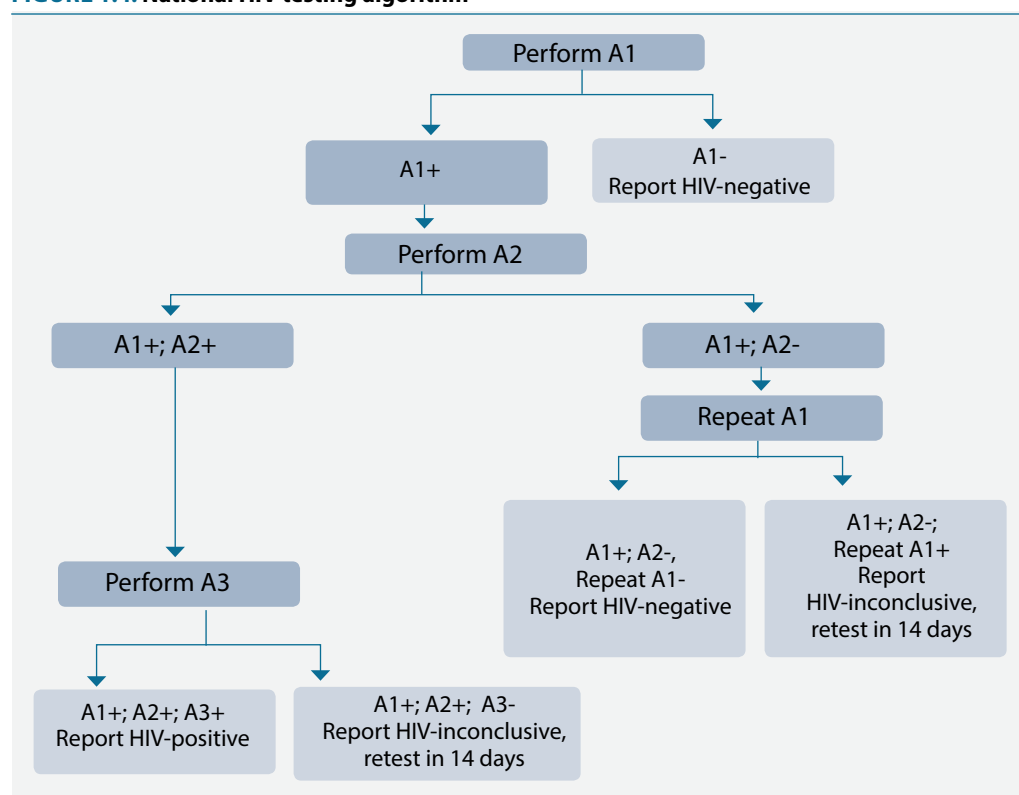 Perform A1
A1+
A1-
Report HIV-negative
Perform A2
A1+; A2+
A1+; A2-
Repeat A1
A1+; A2-,
Repeat A1-
Report HIV-negative
A1+; A2-;
Repeat A1+
Report
HIV-inconclusive,
retest in 14 days
Perform A3
A1+; A2+; A3+
Report HIV-positive
A1+; A2+; A3-
Report HIV-inconclusive,
retest in 14 days